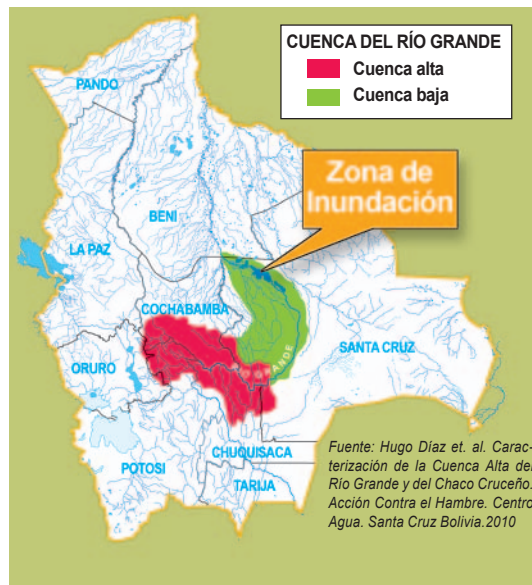 CUENCA DEL RÍO GRANDE
Cuenca alta
Cuenca baja
PANDO
Zona de
Inundación
BENI
LA PAZ
COCHABAMBA
SANTA CRUZ
ORURO
RÍO GRANDE
CHUQUISACA
POTOSI
TARIJA
Fuente: Hugo Díaz et. al. Carac-
terización de la Cuenca Alta del
Río Grande y del Chaco Cruceño.
Acción Contra el Hambre. Centro
Agua. Santa Cruz Bolivia.2010